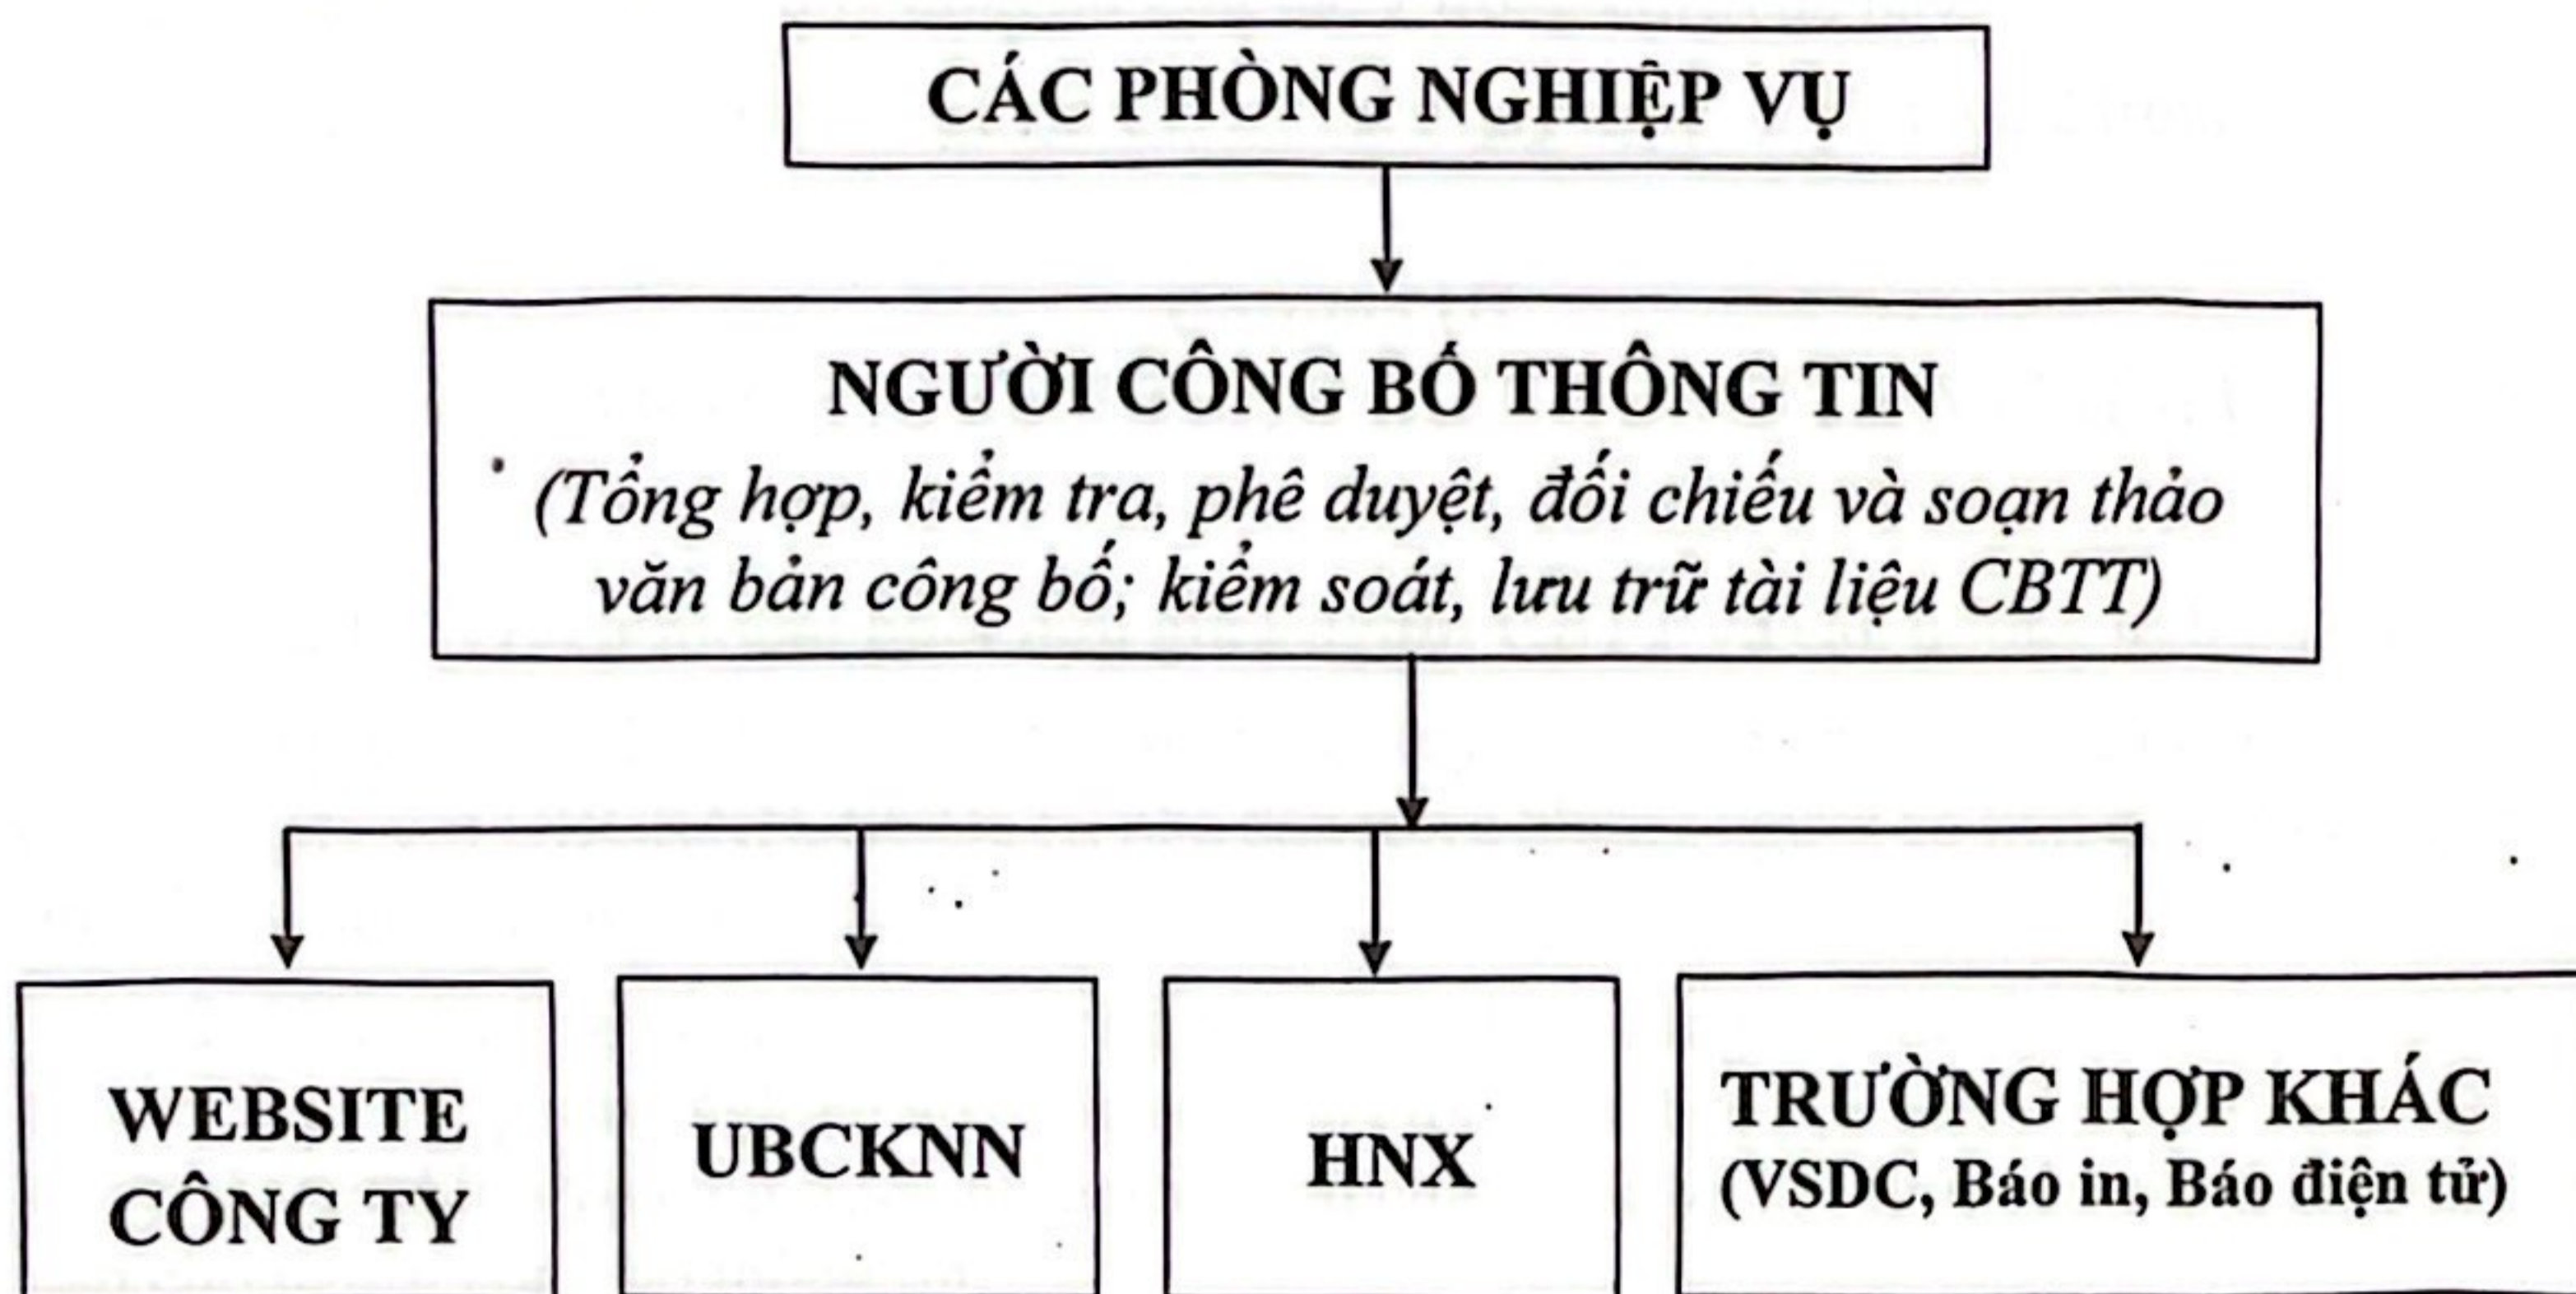 CÁC PHÒNG NGHIỆP VỤ
NGƯỜI CÔNG BỐ THÔNG TIN
(Tổng hợp, kiểm tra, phê duyệt, đối chiếu và soạn thảo
văn bản công bố; kiểm soát, lưu trữ tài liệu CBTT)
WEBSITE
CÔNG TY
UBCKNN
HNX
TRƯỜNG HỢP KHÁC
(VSDC, Báo in, Báo điện tử)